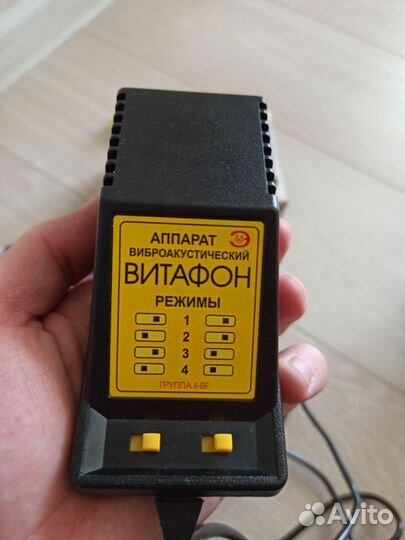 АППАРАТ
ВИБРОАКУСТИЧЕСКИЙ
ВИТАФОН
РЕЖИМЫ
1
2
3
4
ГРУППА II-BF
Avito